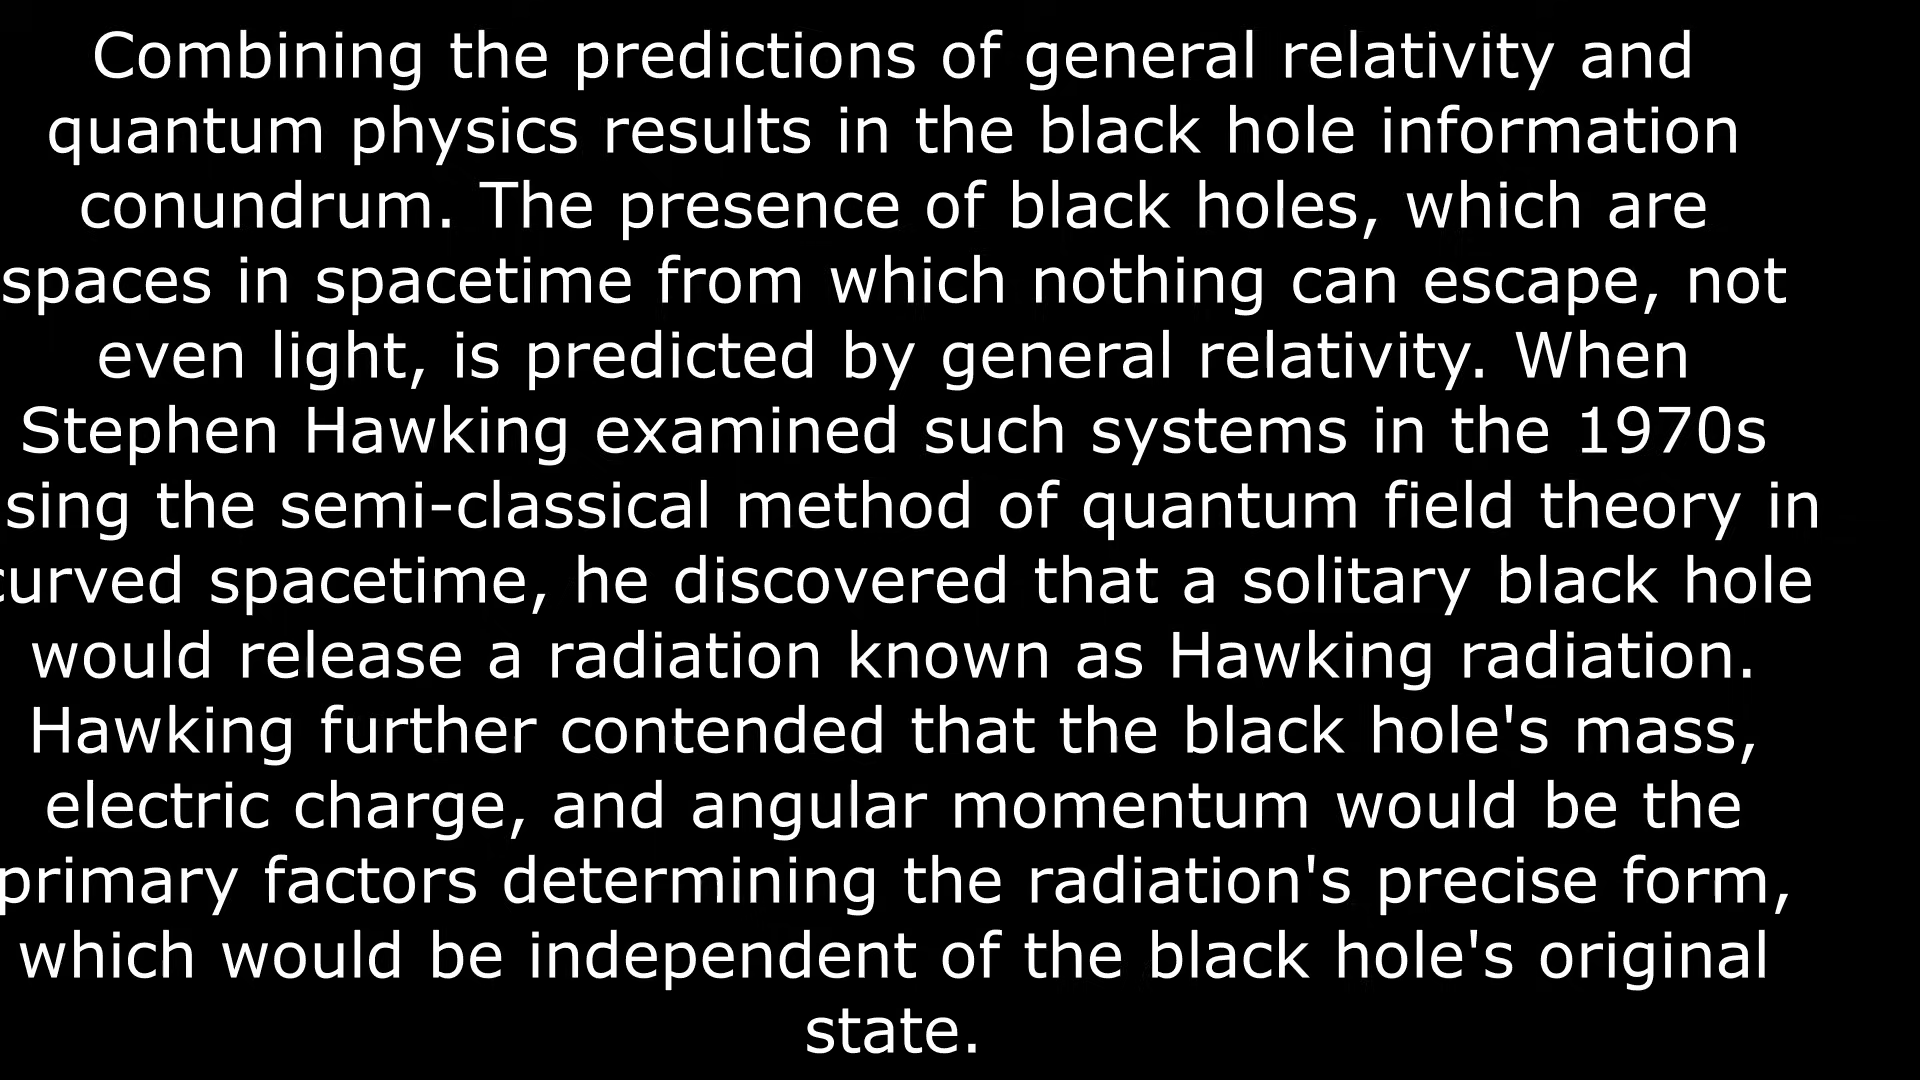 Combining the predictions of general relativity and
quantum physics results in the black hole information
conundrum. The presence of black holes, which are
spaces in spacetime from which nothing can escape, not
even light, is predicted by general relativity. When
Stephen Hawking examined such systems in the 1970s
sing the semi-classical method of quantum field theory in
curved spacetime, he discovered that a solitary black hole
would release a radiation known as Hawking radiation.
Hawking further contended that the black hole's mass,
electric charge, and angular momentum would be the
primary factors determining the radiation's precise form,
which would be independent of the black hole's original
state.